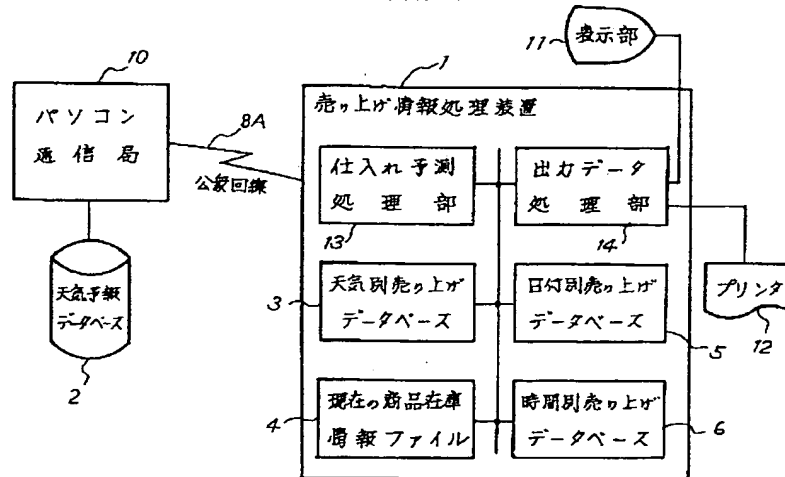 10
パソコン
通信局
8A
公衆回線
天気予報
データベース
2
1
売り上げ情報処理装置
仕入れ予測
処理部
13
出力データ
処理部
14
3
天気別売り上げ
データベース
日付別売り上げ
データベース
5
4
現在の商品在庫
情報ファイル
時間別売り上げ
データベース
6
11
表示部
プリンタ
12